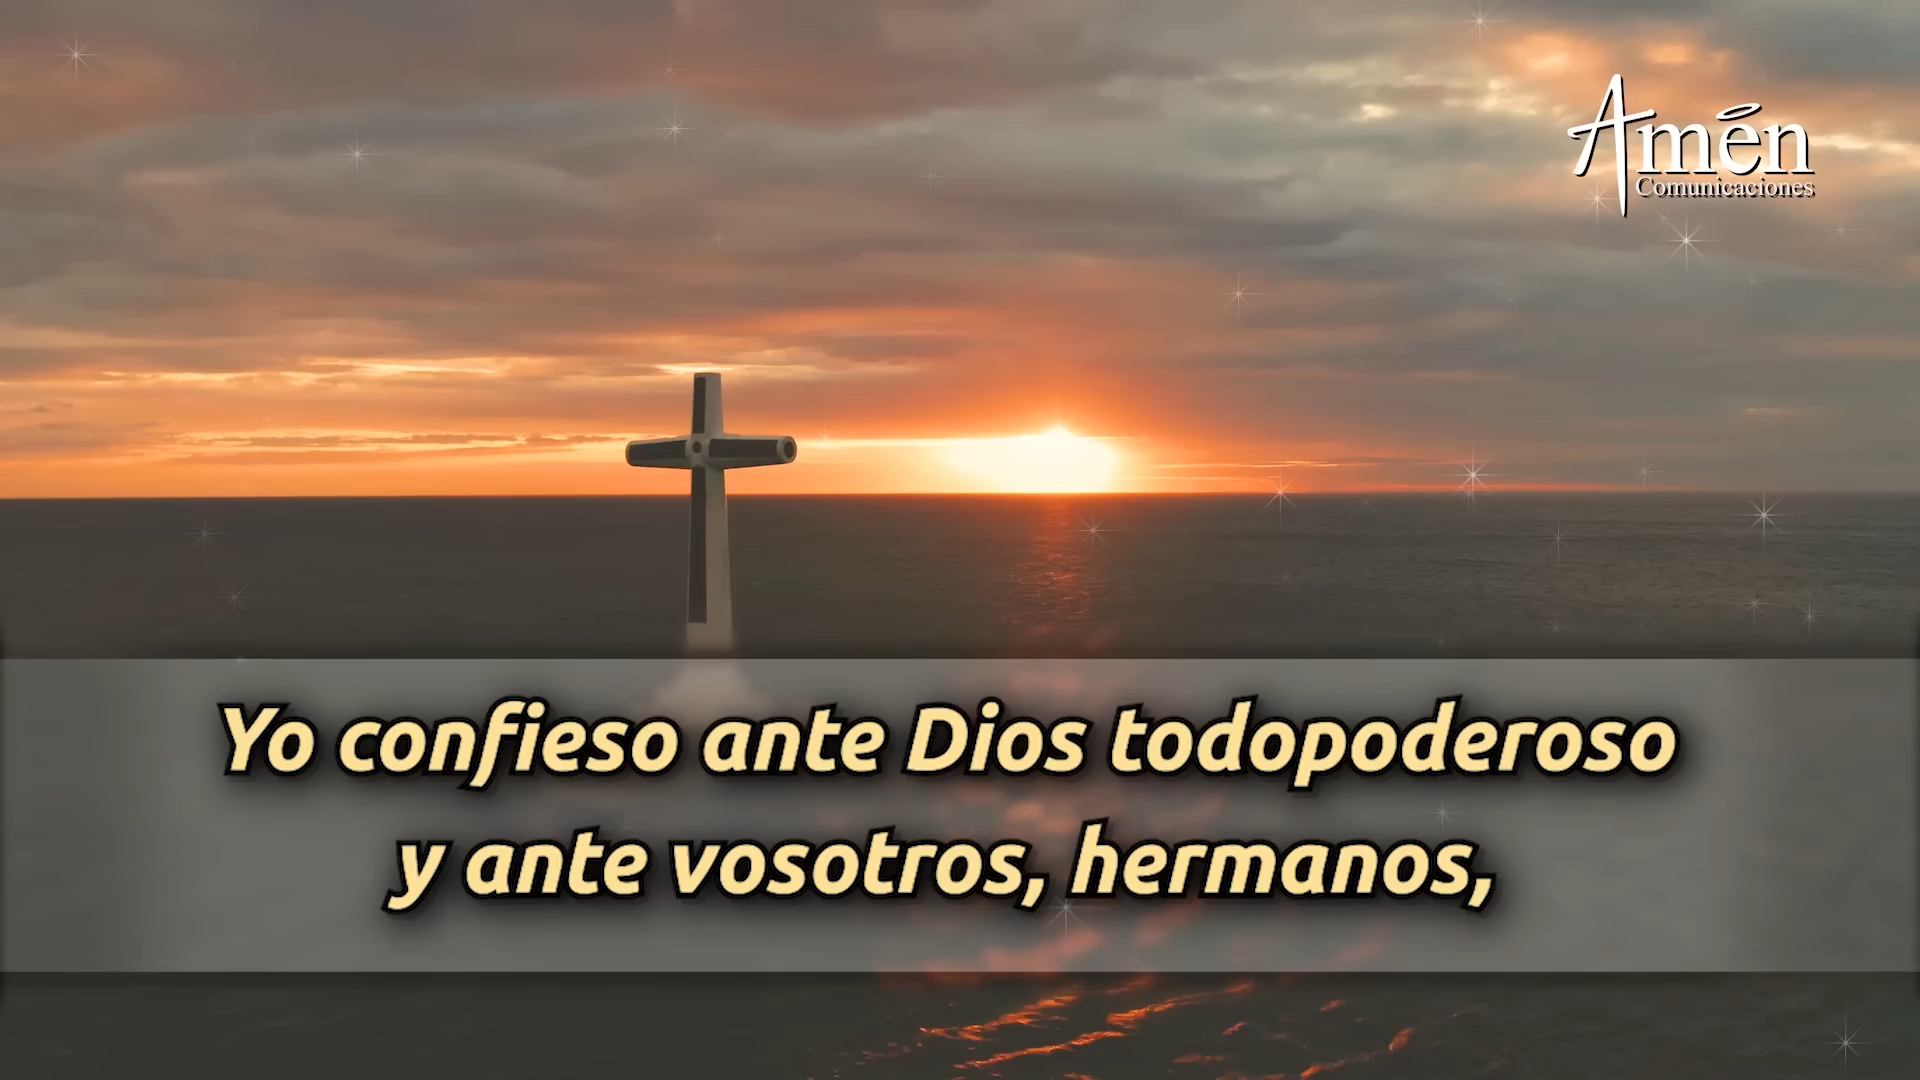 Amén
Comunicaciones
Yo confieso ante Dios todopoderoso
y ante vosotros, hermanos,